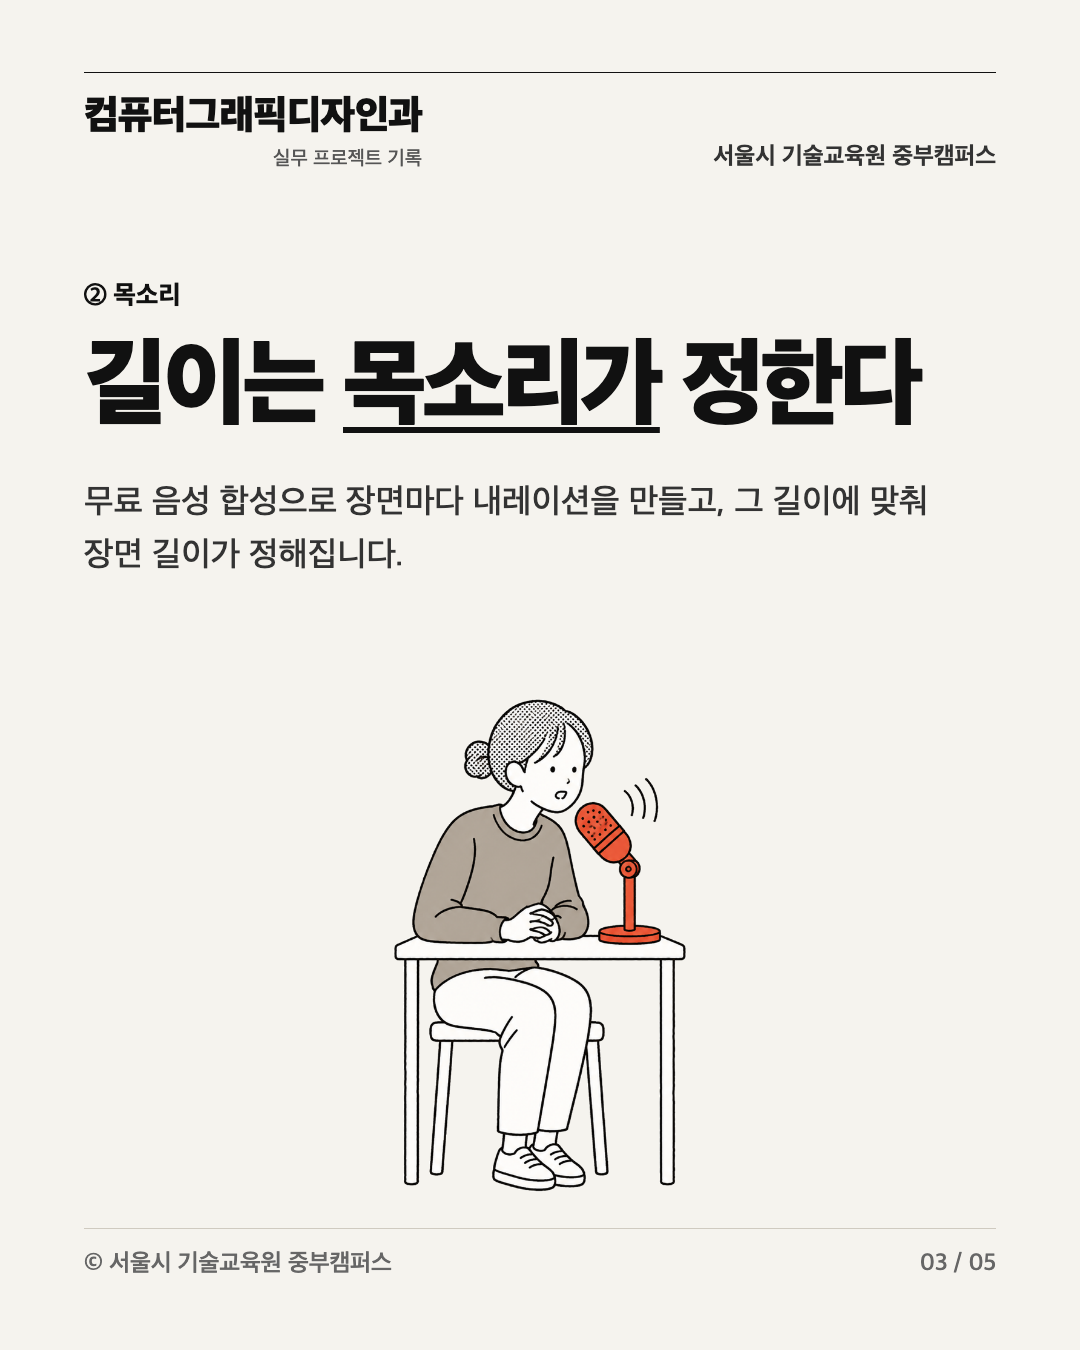 컴퓨터그래픽디자인과
실무 프로젝트 기록
서울시 기술교육원 중부캠퍼스
② 목소리
길이는 목소리가 정한다
무료 음성 합성으로 장면마다 내레이션을 만들고, 그 길이에 맞춰
장면 길이가 정해집니다.
© 서울시 기술교육원 중부캠퍼스
03 / 05